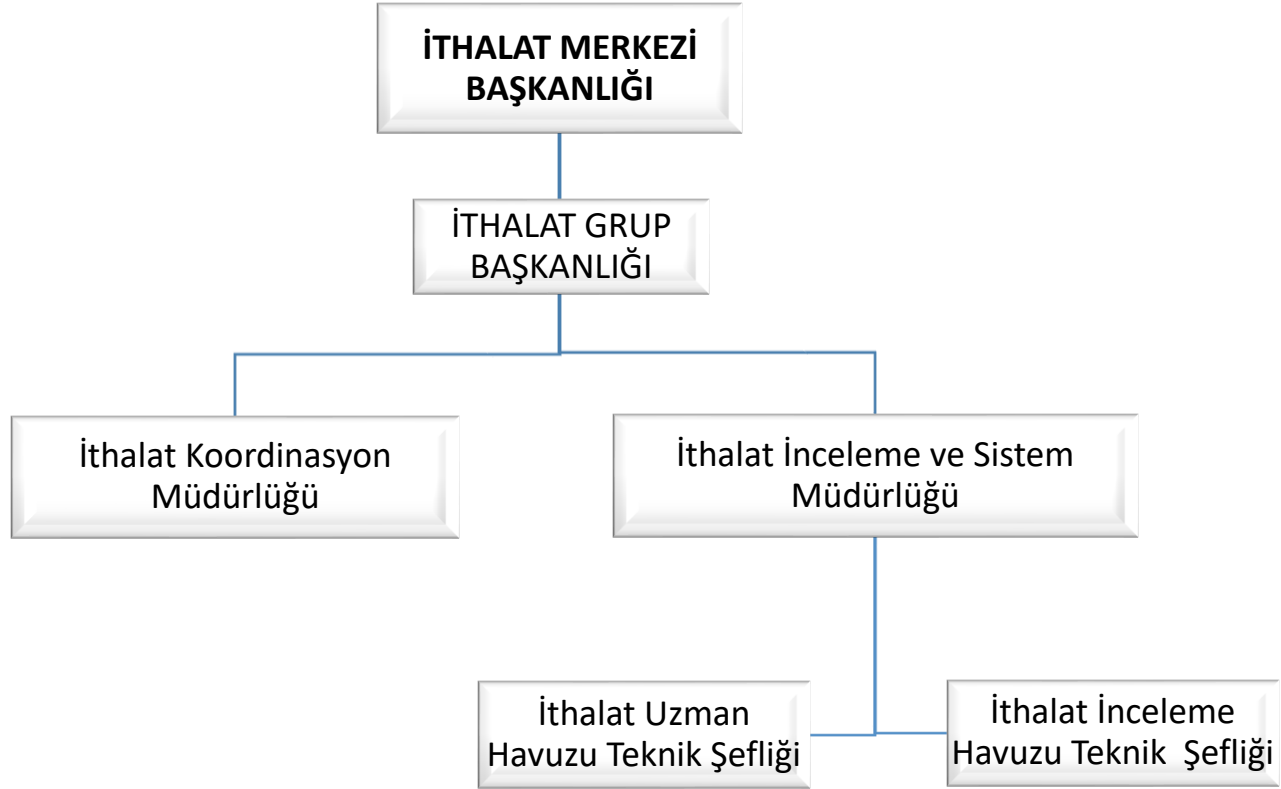 İTHALAT MERKEZİ
BAŞKANLIĞI
İTHALAT GRUP
BAŞKANLIĞI
İthalat Koordinasyon
Müdürlüğü
İthalat İnceleme ve Sistem
Müdürlüğü
İthalat Uzman
Havuzu Teknik Şefliği
İthalat İnceleme
Havuzu Teknik  Şefliği